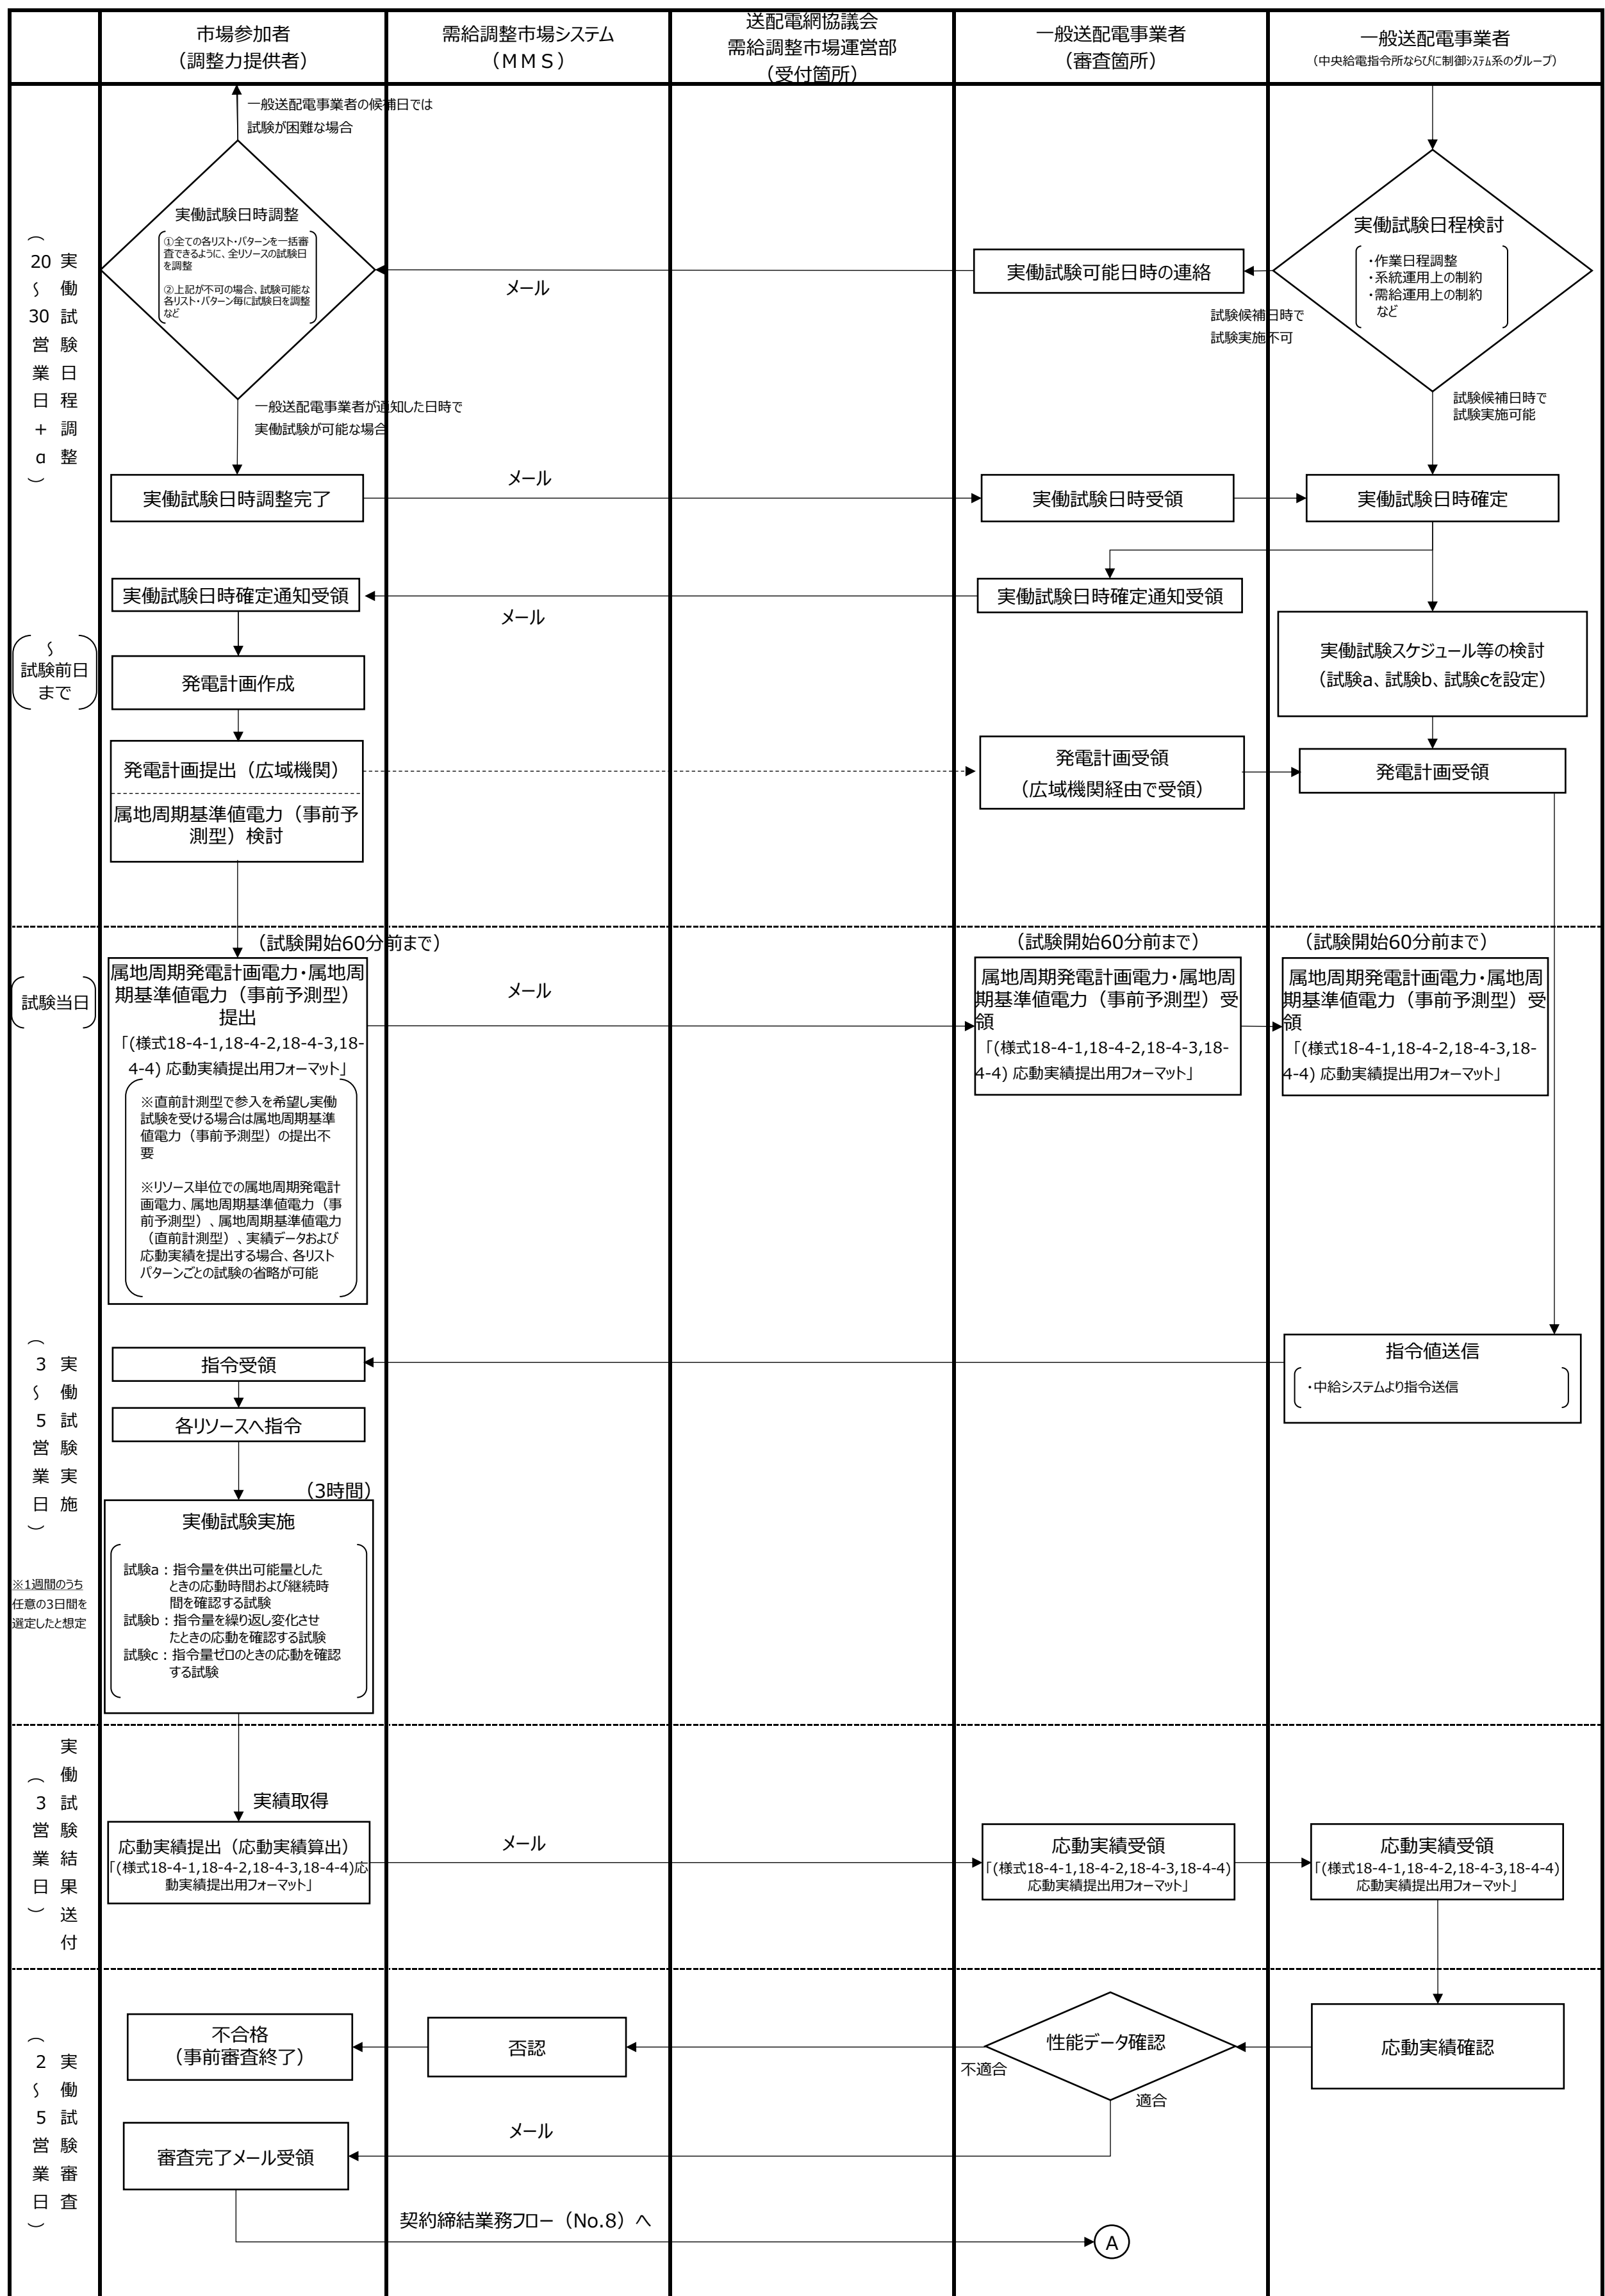 市場参加者
（調整力提供者）
需給調整市場システム
（ＭＭＳ）
送配電網協議会
需給調整市場運営部
（受付箇所）
一般送配電事業者
（審査箇所）
一般送配電事業者
（中央給電指令所ならびに制御システム系のグループ）
実働試験日程調整
（20～30営業日+α）
一般送配電事業者の候補日では
試験が困難な場合
実働試験日時調整
①全ての各リスト・パターンを一括審
査できるように、全リソースの試験日
を調整
②上記が不可の場合、試験可能な
各リスト・パターン毎に試験日を調整
など
メール
実働試験可能日時の連絡
試験候補日時で
試験実施不可
実働試験日程検討
・作業日程調整
・系統運用上の制約
・需給運用上の制約
など
一般送配電事業者が通知した日時で
実働試験が可能な場合
試験候補日時で
試験実施可能
実働試験日時調整完了
メール
実働試験日時受領
実働試験日時確定
実働試験日時確定通知受領
メール
実働試験日時確定通知受領
～
試験前日
まで
発電計画作成
実働試験スケジュール等の検討
（試験a、試験b、試験cを設定）
発電計画提出（広域機関）
属地周期基準値電力（事前予
測型）検討
発電計画受領
（広域機関経由で受領）
発電計画受領
試験当日
（試験開始60分前まで）
属地周期発電計画電力・属地周
期基準値電力（事前予測型）
提出
「(様式18-4-1,18-4-2,18-4-3,18-
4-4) 応動実績提出用フォーマット」
※直前計測型で参入を希望し実働
試験を受ける場合は属地周期基準
値電力（事前予測型）の提出不
要
※リソース単位での属地周期発電計
画電力、属地周期基準値電力（事
前予測型）、属地周期基準値電力
（直前計測型）、実績データおよび
応動実績を提出する場合、各リスト
パターンごとの試験の省略が可能
メール
（試験開始60分前まで）
属地周期発電計画電力・属地周
期基準値電力（事前予測型）受
領
「(様式18-4-1,18-4-2,18-4-3,18-
4-4) 応動実績提出用フォーマット」
（試験開始60分前まで）
属地周期発電計画電力・属地周
期基準値電力（事前予測型）受
領
「(様式18-4-1,18-4-2,18-4-3,18-
4-4) 応動実績提出用フォーマット」
実働試験実施
（3～5営業日）
※1週間のうち
任意の3日間を
選定したと想定
指令受領
指令値送信
・中給システムより指令送信
各リソースへ指令
（3時間）
実働試験実施
試験a：指令量を供出可能量とした
ときの応動時間および継続時
間を確認する試験
試験b：指令量を繰り返し変化させ
たときの応動を確認する試験
試験c：指令量ゼロのときの応動を確認
する試験
実働試験結果送付
（3営業日）
実績取得
応動実績提出（応動実績算出）
「(様式18-4-1,18-4-2,18-4-3,18-4-4)応
動実績提出用フォーマット」
メール
応動実績受領
「(様式18-4-1,18-4-2,18-4-3,18-4-4)
応動実績提出用フォーマット」
応動実績受領
「(様式18-4-1,18-4-2,18-4-3,18-4-4)
応動実績提出用フォーマット」
実働試験審査
（2～5営業日）
不合格
（事前審査終了）
否認
性能データ確認
不適合
適合
応動実績確認
審査完了メール受領
メール
契約締結業務フロー（No.8）へ
A